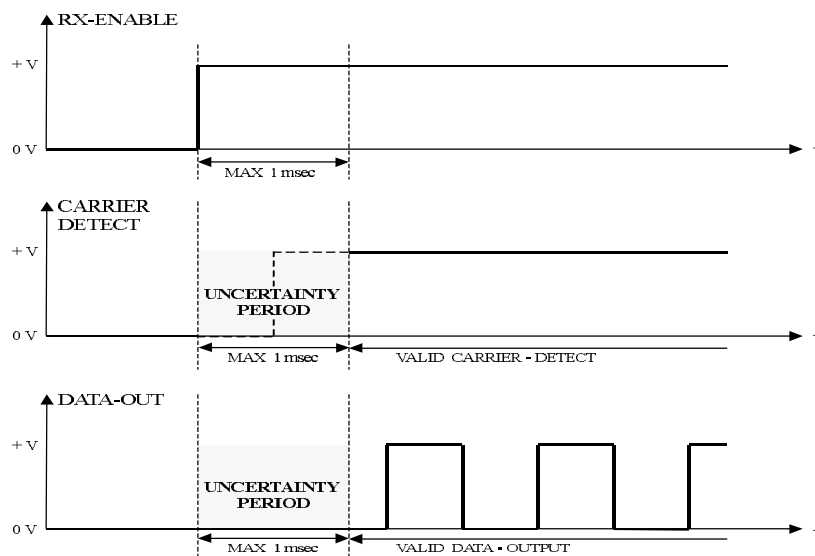 RX-ENABLE
+ V
0 V
MAX 1 msec
CARRIER
DETECT
+ V
UNCERTAINTY
PERIOD
0 V
MAX 1 msec
VALID CARRIER - DETECT
DATA-OUT
+ V
UNCERTAINTY
PERIOD
0 V
MAX 1 msec
VALID DATA - OUTPUT